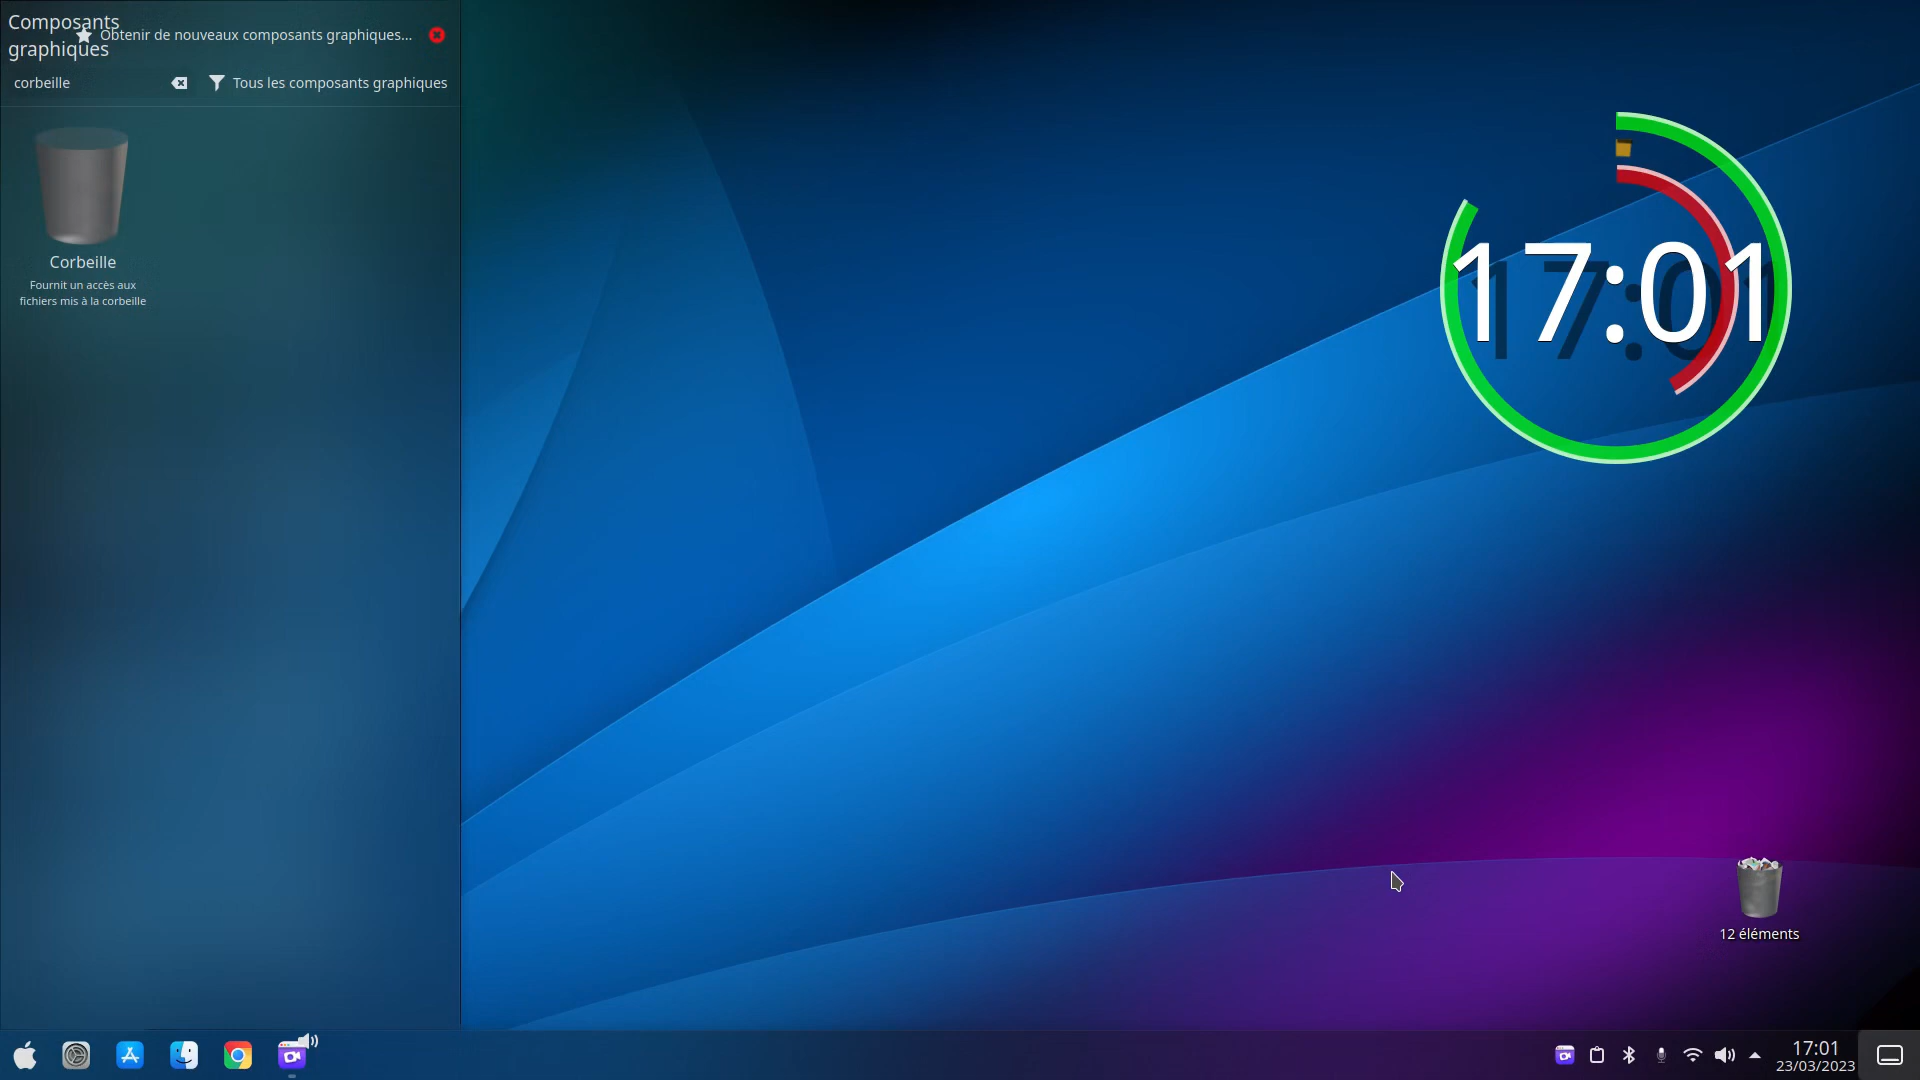 Composants
graphiques
Obtenir de nouveaux composants graphiques...
corbeille
Tous les composants graphiques
Corbeille
Fournit un accès aux
fichiers mis à la corbeille
17:01
12 éléments
17:01
23/03/2023